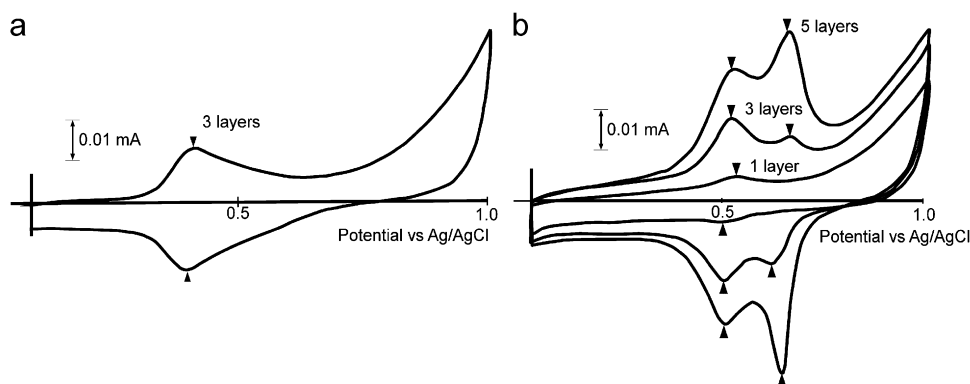 a
3 layers
0.01 mA
0.5
1.0
Potential vs Ag/AgCl
b
5 layers
3 layers
0.01 mA
1 layer
0.5
1.0
Potential vs Ag/AgCl